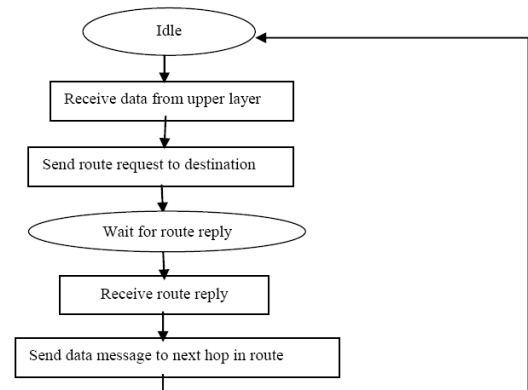 Idle
Receive data from upper layer
Send route request to destination
Wait for route reply
Receive route reply
Send data message to next hop in route